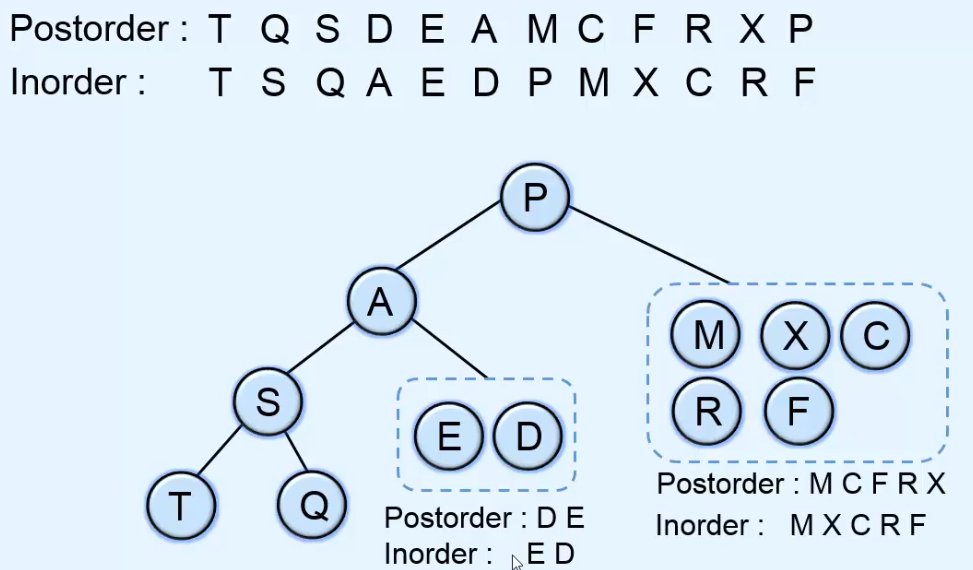 Postorder : T Q S D E A M C F R X P
Inorder : T S Q A E D P M X C R F
P
A
S
T
Q
E D
M X C
R F
Postorder : D E
Inorder : E D
Postorder : M C F R X
Inorder : M X C R F